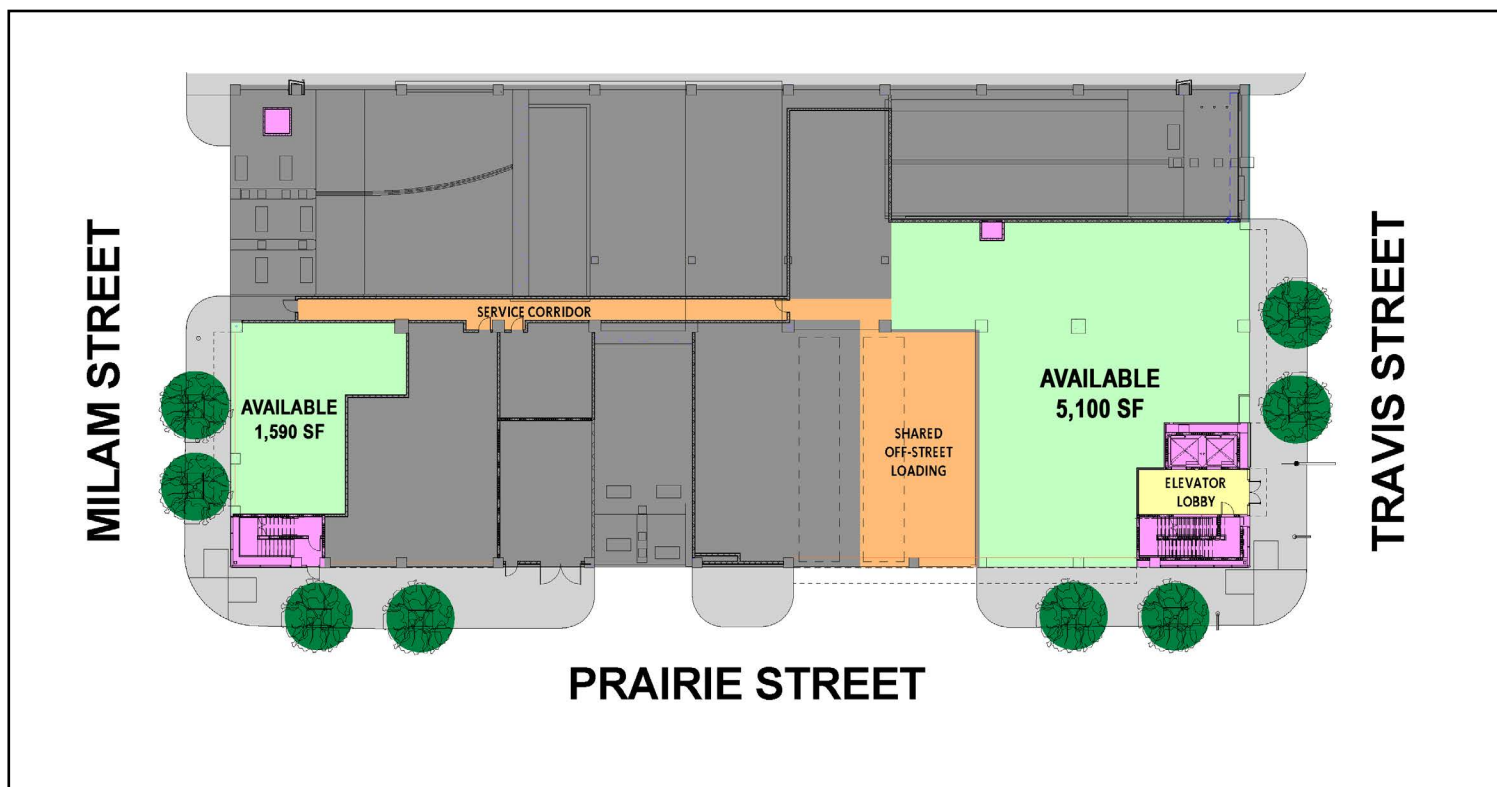 SERVICE CORRIDOR
MILAM STREET
AVAILABLE
1,590 SF
AVAILABLE
5,100 SF
SHARED
OFF-STREET
LOADING
ELEVATOR
LOBBY
TRAVIS STREET
PRAIRIE STREET